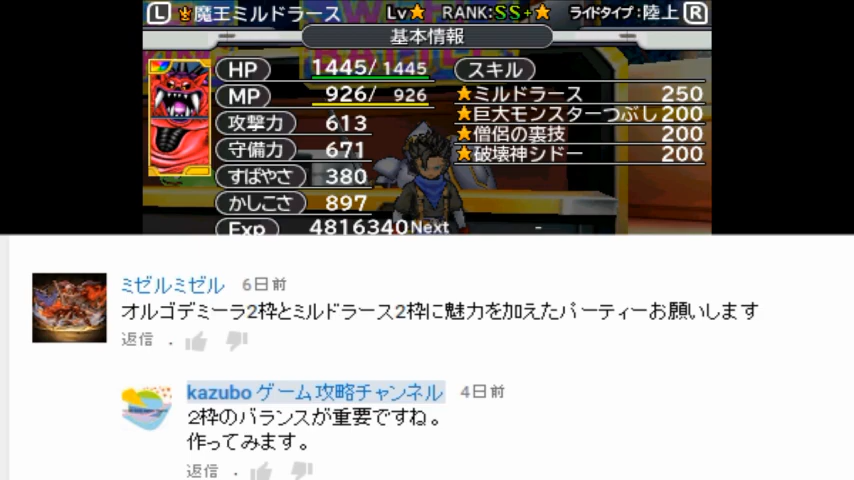 L 魔王ミルドラース Lv★ RANK:SS+★ ライドタイプ:陸上 R
基本情報
HP 1445/1445 スキル
MP 926/926 ★ミルドラース 250
攻撃力 613 ★巨大モンスターつぶし 200
守備力 671 ★僧侶の裏技 200
すばやさ 380 ★破壊神シドー 200
かしこさ 897
Exp 4816340 Next -
ミゼルミゼル 6日前
オルゴデミーラ2枠とミルドラース2枠に魅力を加えたパーティーお願いします
返信 .
kazubo ゲーム攻略チャンネル 4日前
2枠のバランスが重要ですね。
作ってみます。
返信 .